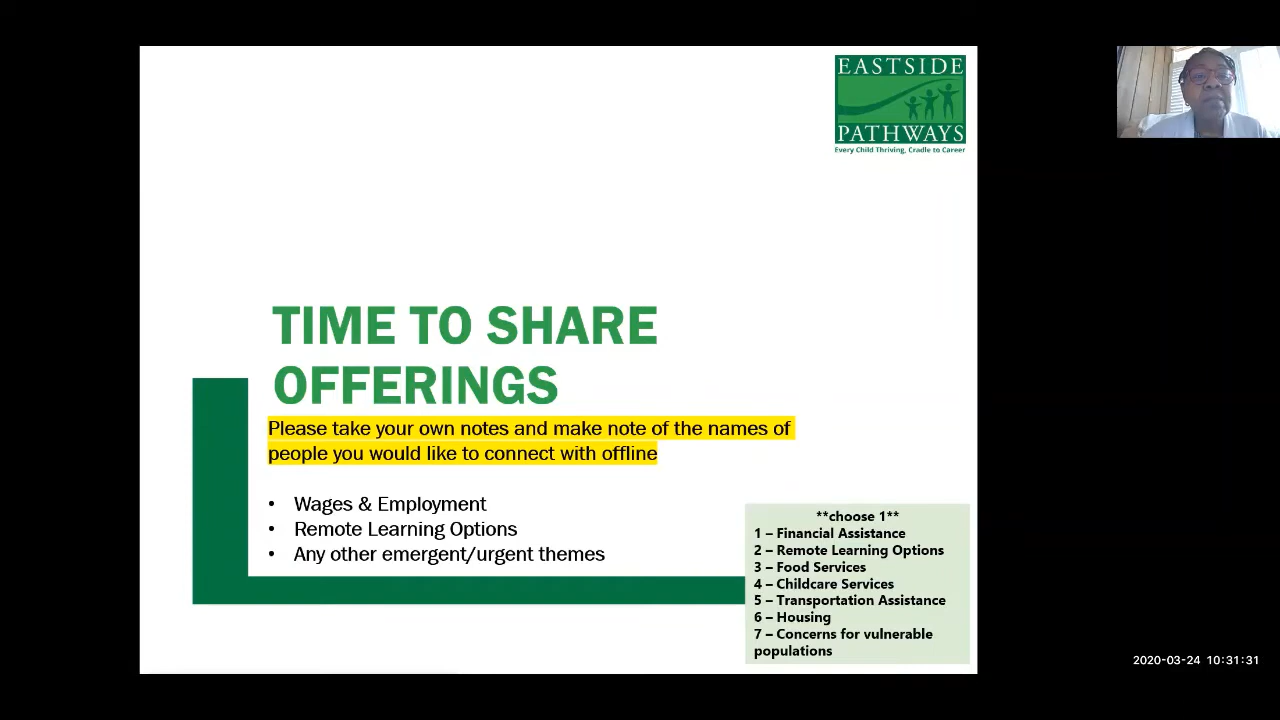 EASTSIDE
PATHWAYS
Every Child Thriving, Cradle to Career
TIME TO SHARE
OFFERINGS
Please take your own notes and make note of the names of
people you would like to connect with offline
• Wages & Employment
• Remote Learning Options
• Any other emergent/urgent themes
**choose 1**
1 – Financial Assistance
2 – Remote Learning Options
3 – Food Services
4 – Childcare Services
5 – Transportation Assistance
6 – Housing
7 – Concerns for vulnerable
populations
2020-03-24 10:31:31